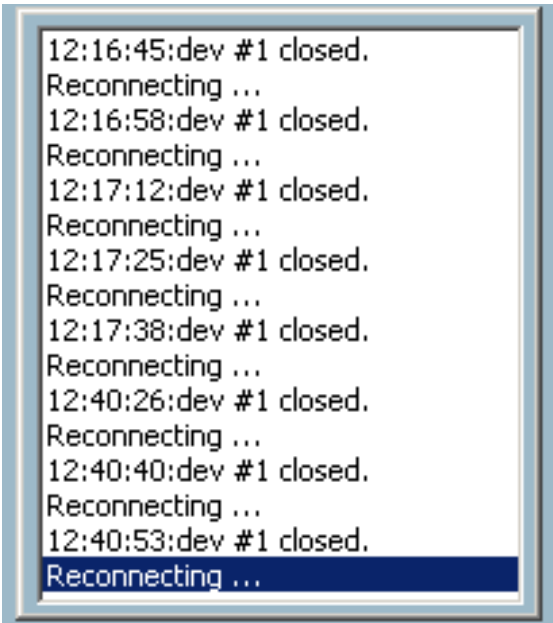 12:16:45:dev #1 closed.
Reconnecting ...
12:16:58:dev #1 closed.
Reconnecting ...
12:17:12:dev #1 closed.
Reconnecting ...
12:17:25:dev #1 closed.
Reconnecting ...
12:17:38:dev #1 closed.
Reconnecting ...
12:40:26:dev #1 closed.
Reconnecting ...
12:40:40:dev #1 closed.
Reconnecting ...
12:40:53:dev #1 closed.
Reconnecting ...